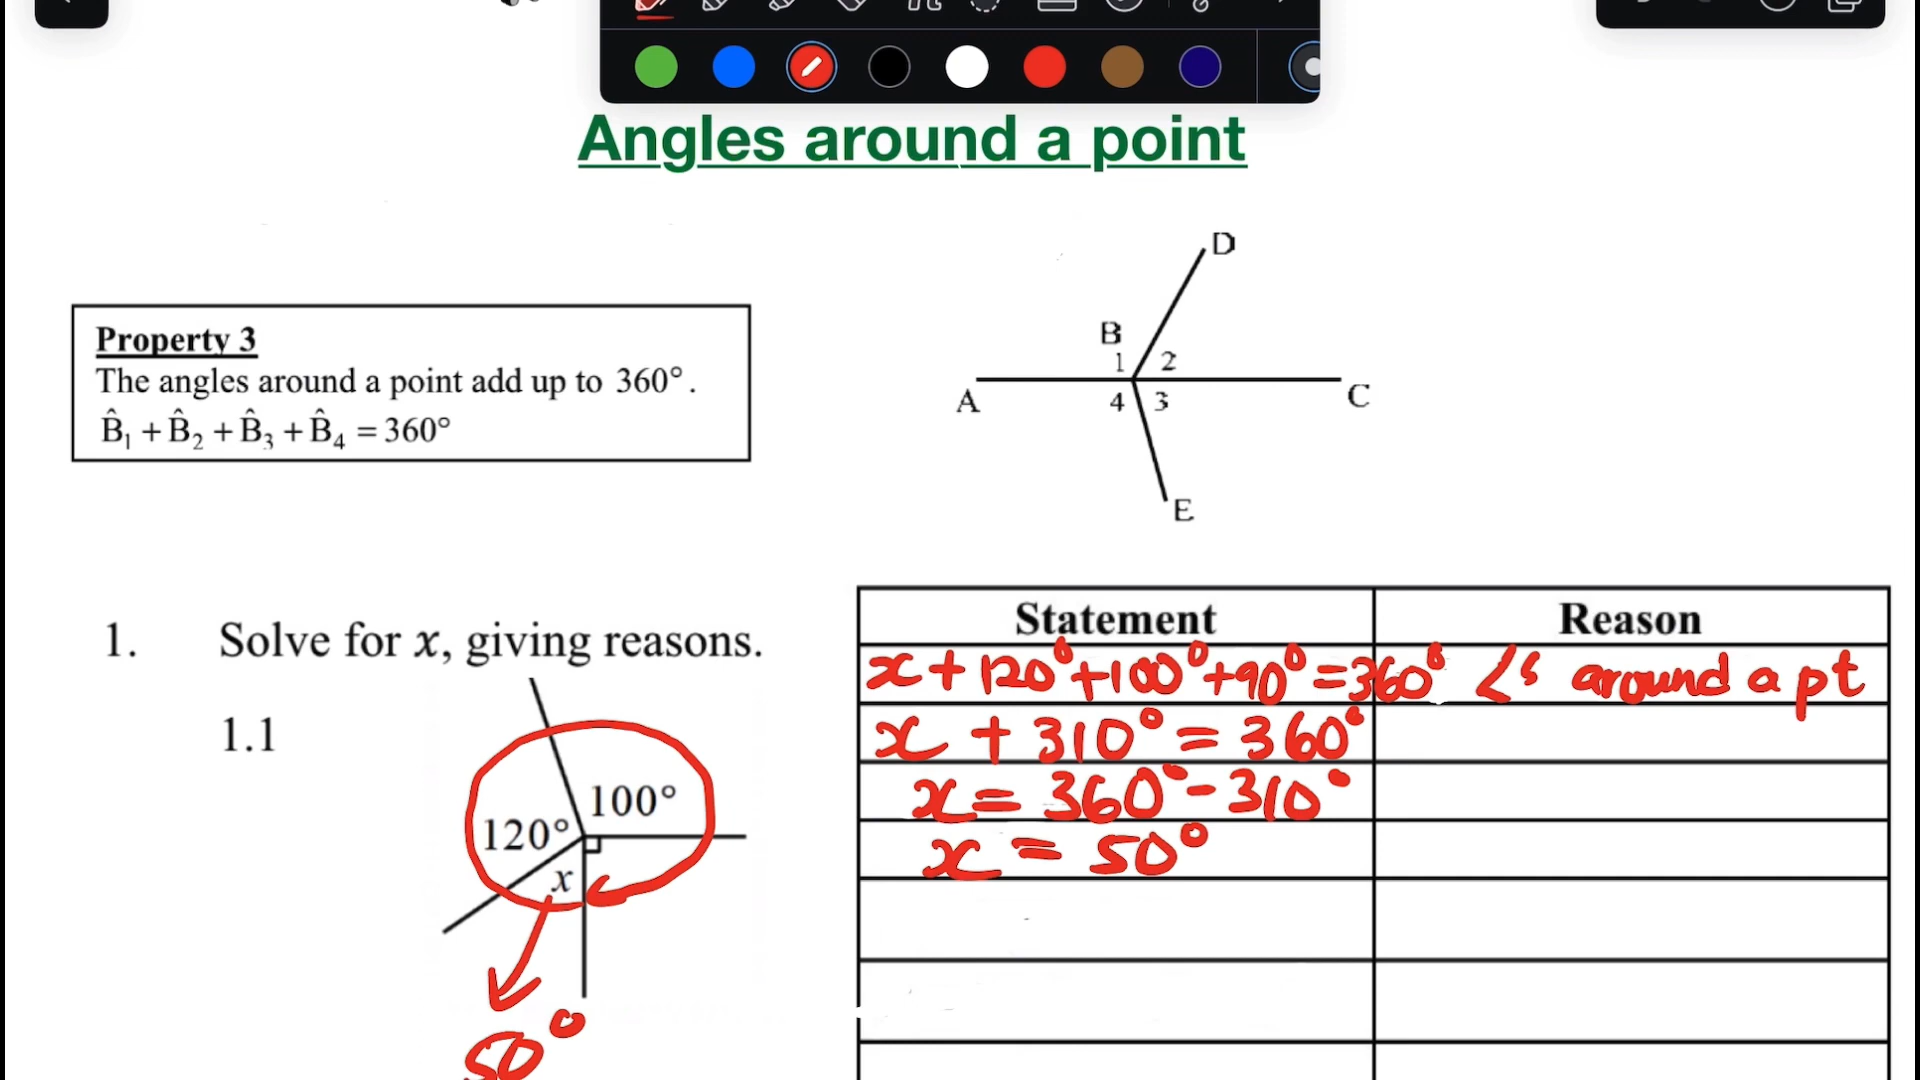 Angles around a point
D
B
1 2
A
4 3
C
E
Property 3
The angles around a point add up to 360°.
B̂₁ + B̂₂ + B̂₃ + B̂₄ = 360°
1. Solve for x, giving reasons.
1.1
100°
120°
x
50°
Statement Reason
x + 120° + 100° + 90° = 360° ∠s around a pt
x + 310° = 360°
x = 360° - 310°
x = 50°